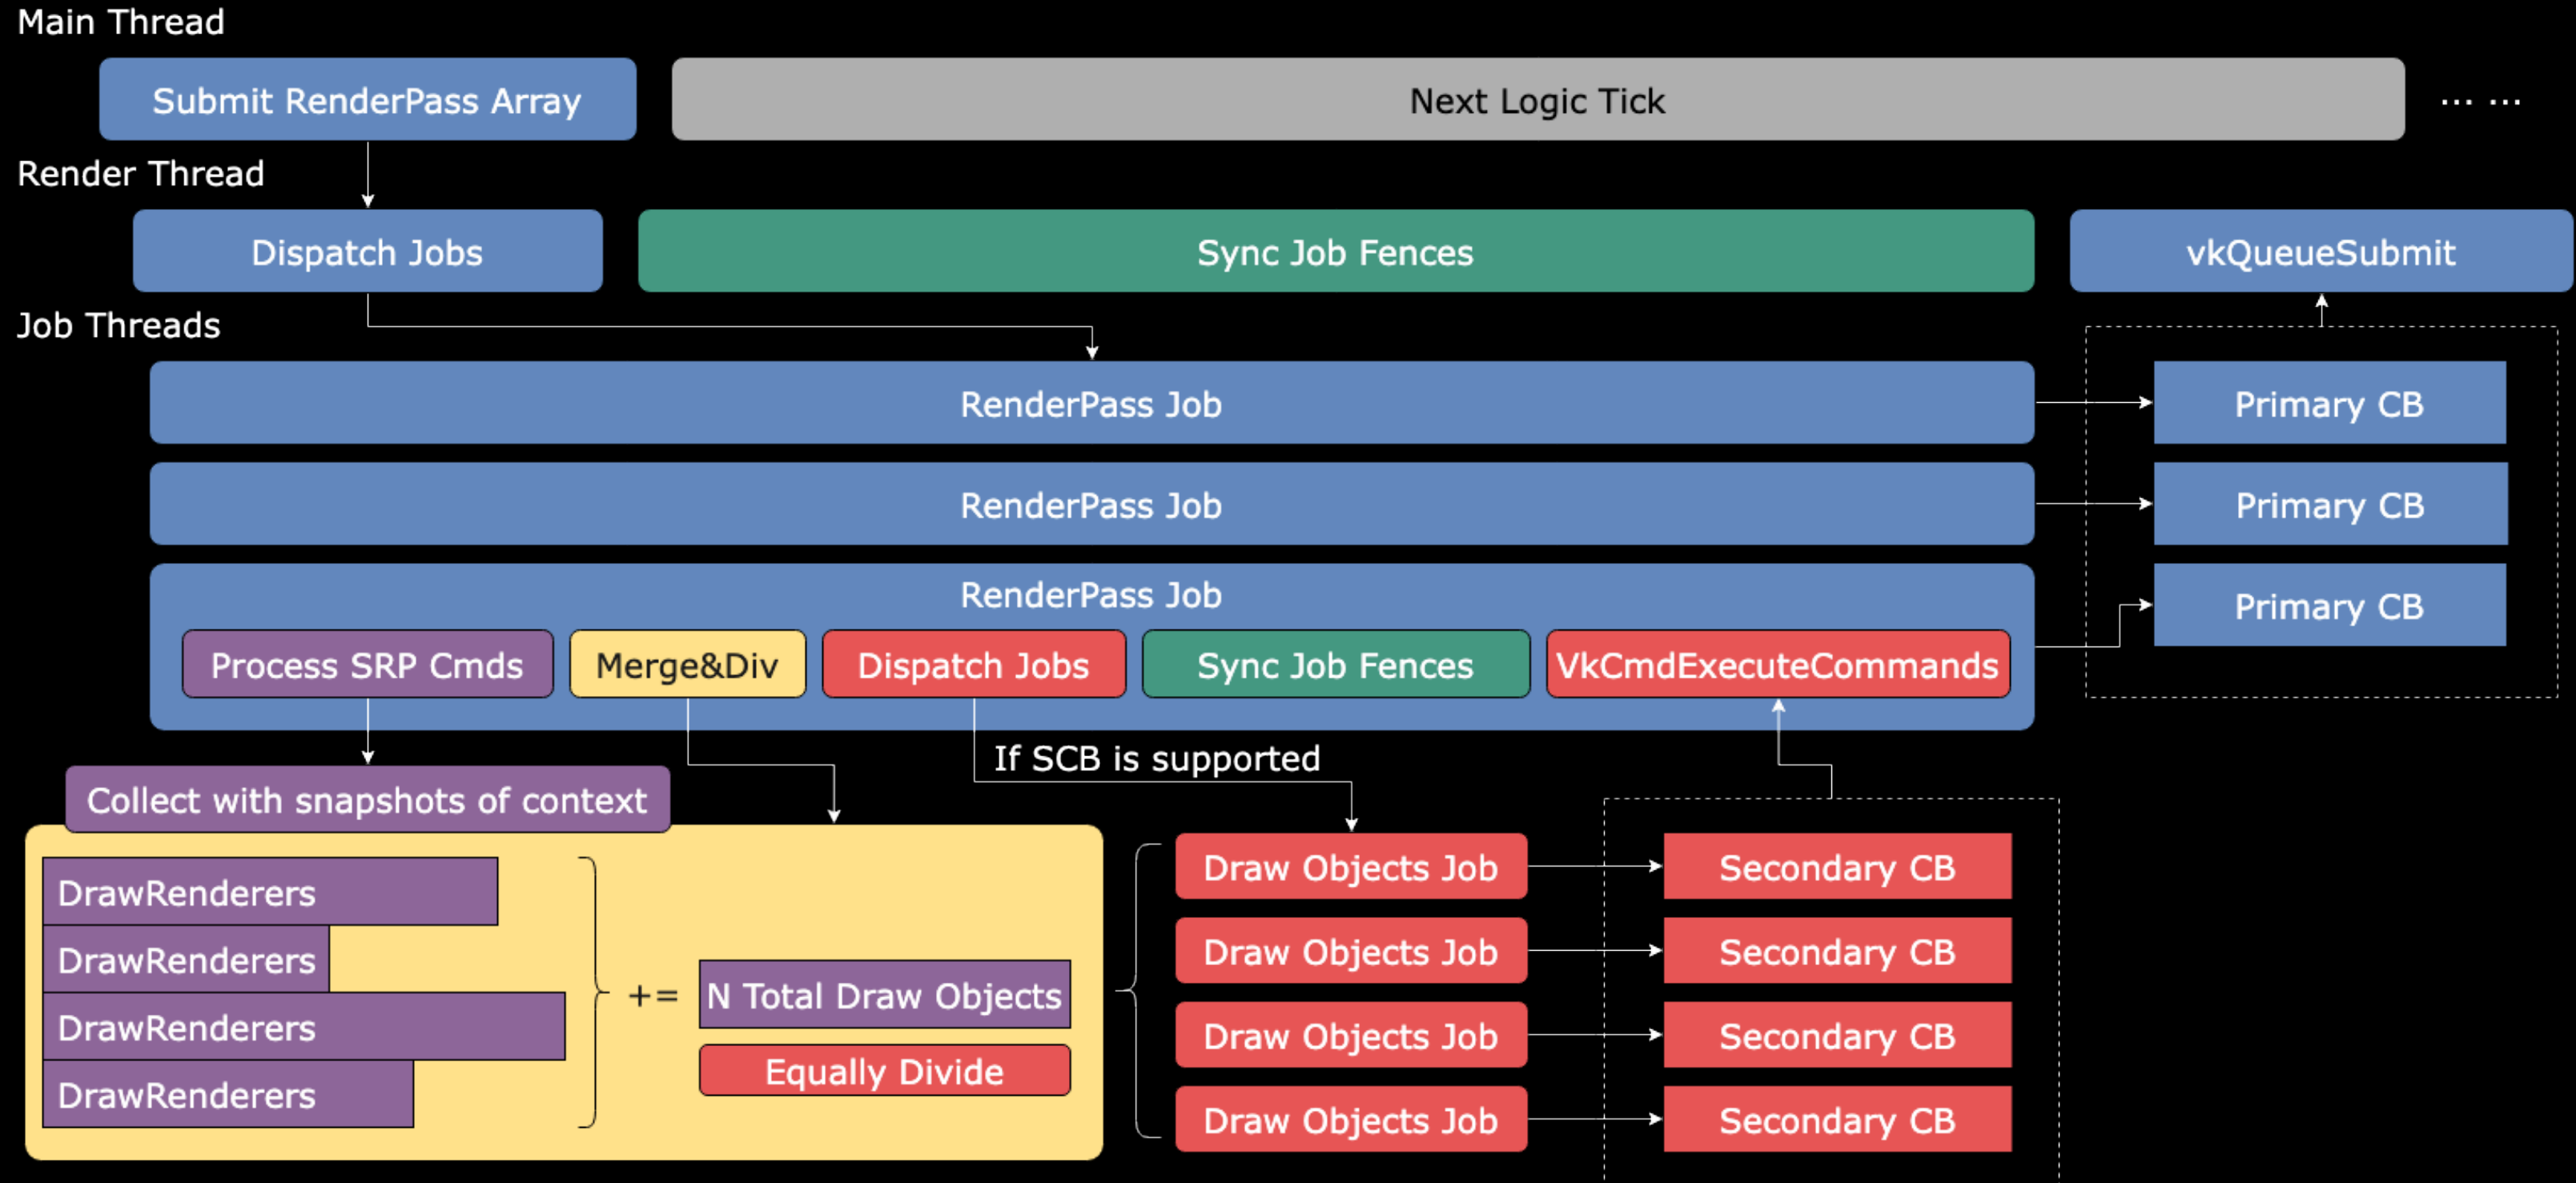 Main Thread
Submit RenderPass Array
Next Logic Tick
... ...
Render Thread
Dispatch Jobs
Sync Job Fences
vkQueueSubmit
Job Threads
RenderPass Job
Primary CB
RenderPass Job
Primary CB
RenderPass Job
Primary CB
Process SRP Cmds
Merge&Div
Dispatch Jobs
Sync Job Fences
VkCmdExecuteCommands
If SCB is supported
Collect with snapshots of context
DrawRenderers
DrawRenderers
DrawRenderers
DrawRenderers
+=
N Total Draw Objects
Equally Divide
Draw Objects Job
Secondary CB
Draw Objects Job
Secondary CB
Draw Objects Job
Secondary CB
Draw Objects Job
Secondary CB